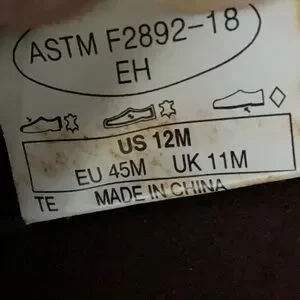 ASTM F2892-18
EH
US 12M
EU 45M UK 11M
TE MADE IN CHINA